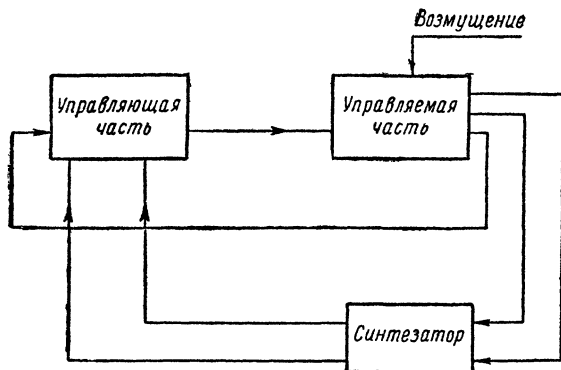 Возмущение
Управляющая
часть
Управляемая
часть
Синтезатор